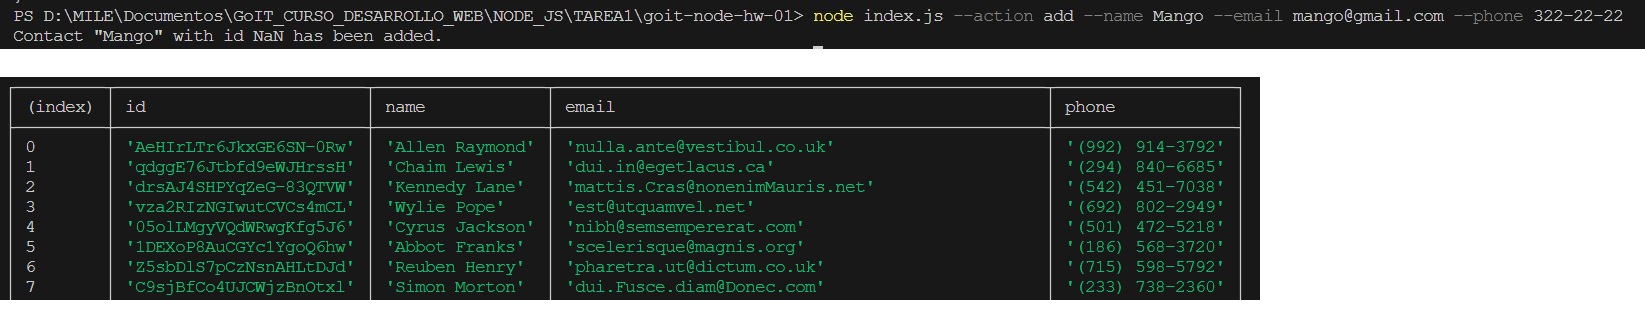 PS D:\MILE\Documentos\GoIT_CURSO_DESARROLLO_WEB\NODE_JS\TAREA1\goit-node-hw-01> node index.js --action add --name Mango --email mango@gmail.com --phone 322-22-22
Contact "Mango" with id NaN has been added.
(index) id name email phone
0 'AeHIrLTr6JkxGE6SN-0Rw' 'Allen Raymond' 'nulla.ante@vestibul.co.uk' '(992) 914-3792'
1 'qdggE76Jtbfd9eWJHrssH' 'Chaim Lewis' 'dui.in@egetlacus.ca' '(294) 840-6685'
2 'drsAJ4SHPYqZeG-83QTVW' 'Kennedy Lane' 'mattis.Cras@nonenimMauris.net' '(542) 451-7038'
3 'vza2RIzNGIwutCVCs4mCL' 'Wylie Pope' 'est@utquamvel.net' '(692) 802-2949'
4 '05olLMgyVQdWRwgKfg5J6' 'Cyrus Jackson' 'nibh@semsempererat.com' '(501) 472-5218'
5 '1DEXoP8AuCGYc1YgoQ6hw' 'Abbot Franks' 'scelerisque@magnis.org' '(186) 568-3720'
6 'Z5sbDlS7pCzNsnAHLtDJd' 'Reuben Henry' 'pharetra.ut@dictum.co.uk' '(715) 598-5792'
7 'C9sjBfCo4UJCWjzBnOtxl' 'Simon Morton' 'dui.Fusce.diam@Donec.com' '(233) 738-2360'